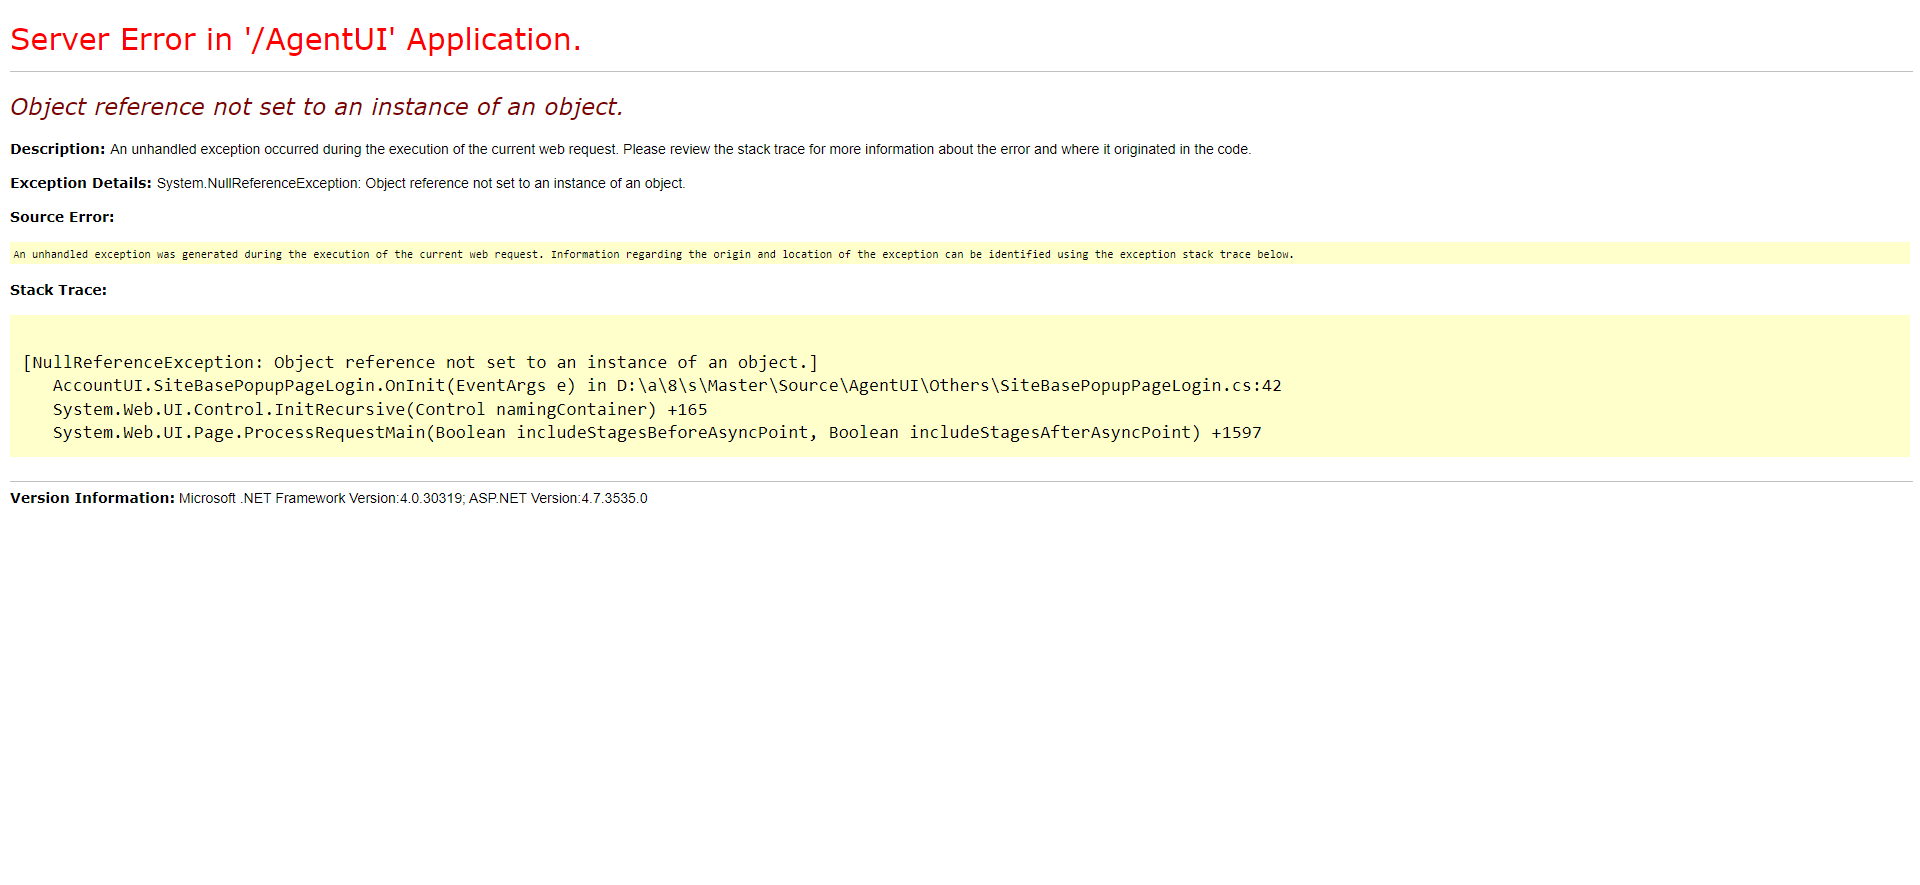 Server Error in '/AgentUI' Application.
Object reference not set to an instance of an object.
Description: An unhandled exception occurred during the execution of the current web request. Please review the stack trace for more information about the error and where it originated in the code.
Exception Details: System.NullReferenceException: Object reference not set to an instance of an object.
Source Error:
An unhandled exception was generated during the execution of the current web request. Information regarding the origin and location of the exception can be identified using the exception stack trace below.
Stack Trace:
[NullReferenceException: Object reference not set to an instance of an object.]
AccountUI.SiteBasePopupPageLogin.OnInit(EventArgs e) in D:\a\8\s\Master\Source\AgentUI\Others\SiteBasePopupPageLogin.cs:42
System.Web.UI.Control.InitRecursive(Control namingContainer) +165
System.Web.UI.Page.ProcessRequestMain(Boolean includeStagesBeforeAsyncPoint, Boolean includeStagesAfterAsyncPoint) +1597
Version Information: Microsoft .NET Framework Version:4.0.30319; ASP.NET Version:4.7.3535.0